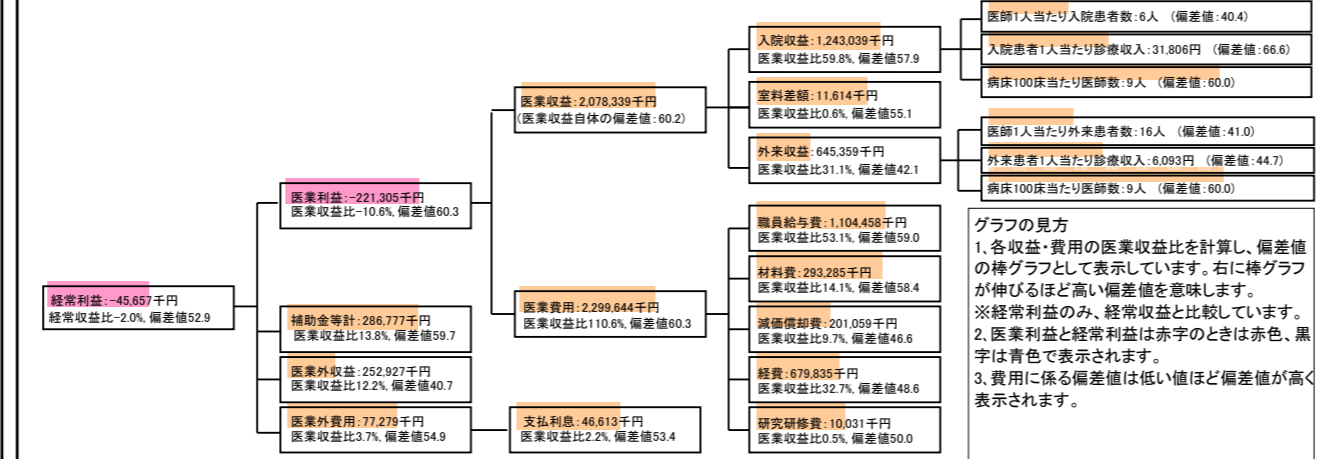 経常利益:-45,657千円
経常収支比-2.0%, 偏差値52.9
医業利益:-221,305千円
医業収益比-10.6%, 偏差値60.3
補助金等計:286,777千円
医業収益比13.8%, 偏差値59.7
医業外収益:252,927千円
医業収益比12.2%, 偏差値40.7
医業外費用:77,279千円
医業収益比3.7%, 偏差値54.9
医業収益:2,078,339千円
(医業収益自体の偏差値:60.2)
医業費用:2,299,644千円
医業収益比110.6%, 偏差値60.3
支払利息:46,613千円
医業収益比2.2%, 偏差値53.4
入院収益:1,243,039千円
医業収益比59.8%, 偏差値57.9
室料差額:11,614千円
医業収益比0.6%, 偏差値55.1
外来収益:645,359千円
医業収益比31.1%, 偏差値42.1
職員給与費:1,104,458千円
医業収益比53.1%, 偏差値59.0
材料費:293,285千円
医業収益比14.1%, 偏差値58.4
減価償却費:201,059千円
医業収益比9.7%, 偏差値46.6
経費:679,835千円
医業収益比32.7%, 偏差値48.6
研究研修費:10,031千円
医業収益比0.5%, 偏差値50.0
医師1人当たり入院患者数:6人 (偏差値:40.4)
入院患者1人当たり診療収入:31,806円 (偏差値:66.6)
病床100床当たり医師数:9人 (偏差値:60.0)
医師1人当たり外来患者数:16人 (偏差値:41.0)
外来患者1人当たり診療収入:6,093円 (偏差値:44.7)
病床100床当たり医師数:9人 (偏差値:60.0)
グラフの見方
1、各収益・費用の医業収益比を計算し、偏差値
の棒グラフとして表示しています。右に棒グラフ
が伸びるほど高い偏差値を意味します。
※経常利益のみ、経常収益と比較しています。
2、医業利益と経常利益は赤字のときは赤色、黒
字は青色で表示されます。
3、費用に係る偏差値は低い値ほど偏差値が高く
表示されます。